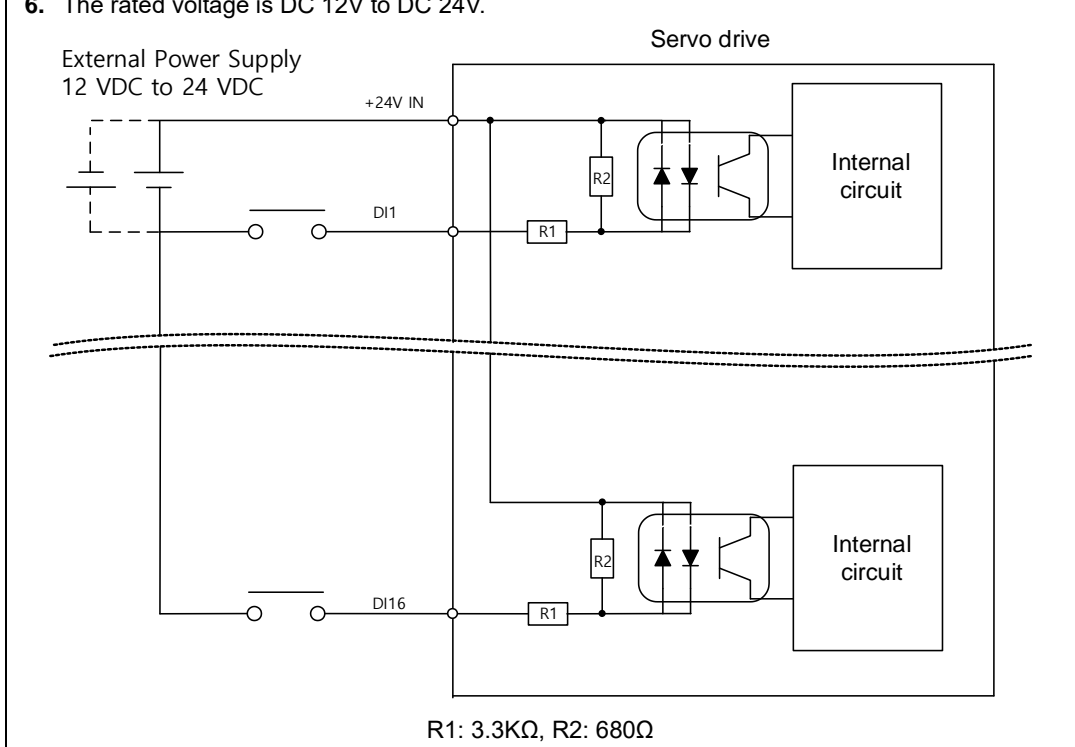 6. The rated voltage is DC 12V to DC 24V.
Servo drive
External Power Supply
12 VDC to 24 VDC
+24V IN
R2
Internal
circuit
DI1
R1
R2
Internal
circuit
DI16
R1
R1: 3.3KΩ, R2: 680Ω